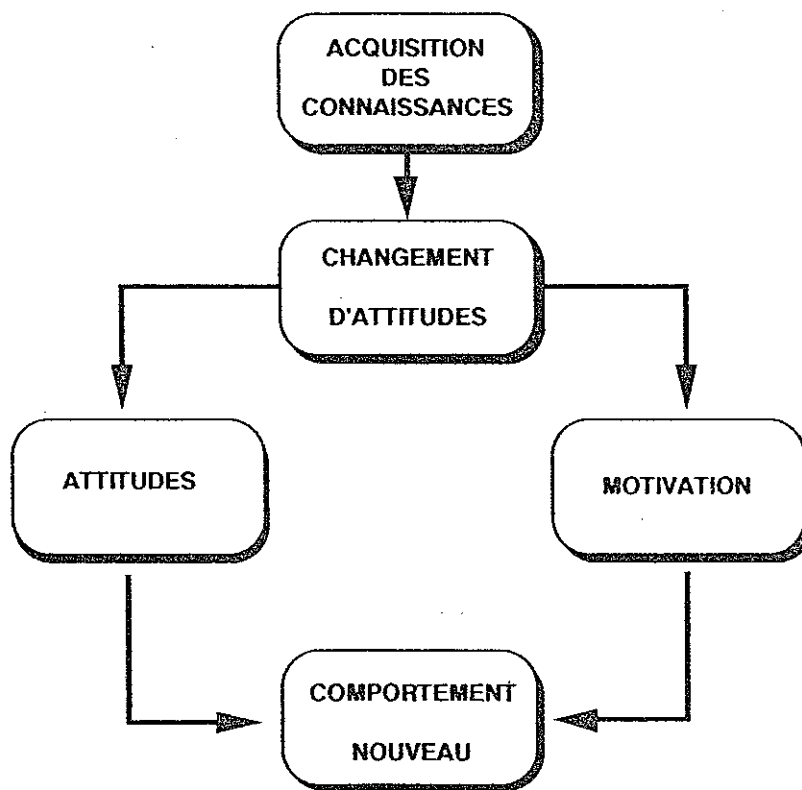 ACQUISITION
DES
CONNAISSANCES
CHANGEMENT
D'ATTITUDES
ATTITUDES
MOTIVATION
COMPORTEMENT
NOUVEAU